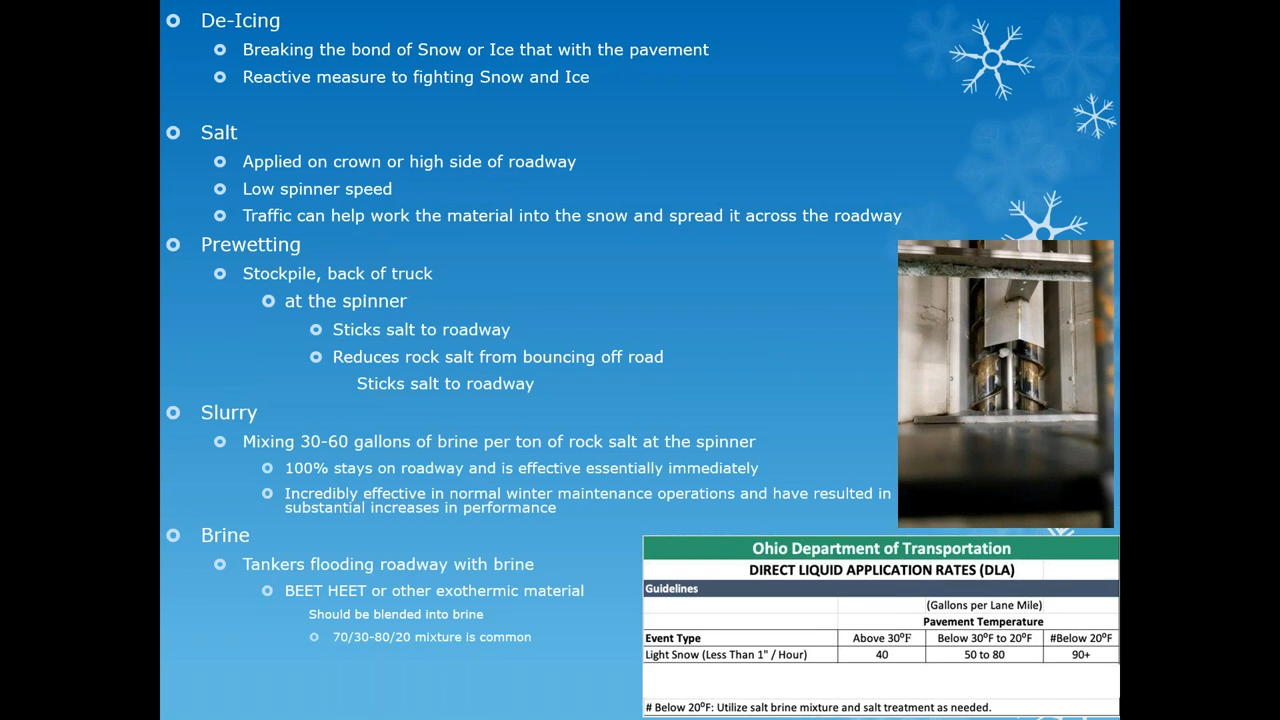 De-Icing
Breaking the bond of Snow or Ice that with the pavement
Reactive measure to fighting Snow and Ice
Salt
Applied on crown or high side of roadway
Low spinner speed
Traffic can help work the material into the snow and spread it across the roadway
Prewetting
Stockpile, back of truck
at the spinner
Sticks salt to roadway
Reduces rock salt from bouncing off road
Sticks salt to roadway
Slurry
Mixing 30-60 gallons of brine per ton of rock salt at the spinner
100% stays on roadway and is effective essentially immediately
Incredibly effective in normal winter maintenance operations and have resulted in
substantial increases in performance
Brine
Tankers flooding roadway with brine
BEET HEET or other exothermic material
Should be blended into brine
70/30-80/20 mixture is common
Ohio Department of Transportation
DIRECT LIQUID APPLICATION RATES (DLA)
Guidelines
(Gallons per Lane Mile)
Pavement Temperature
Event Type Above 30⁰F Below 30⁰F to 20⁰F #Below 20⁰F
Light Snow (Less Than 1" / Hour) 40 50 to 80 90+
# Below 20⁰F: Utilize salt brine mixture and salt treatment as needed.